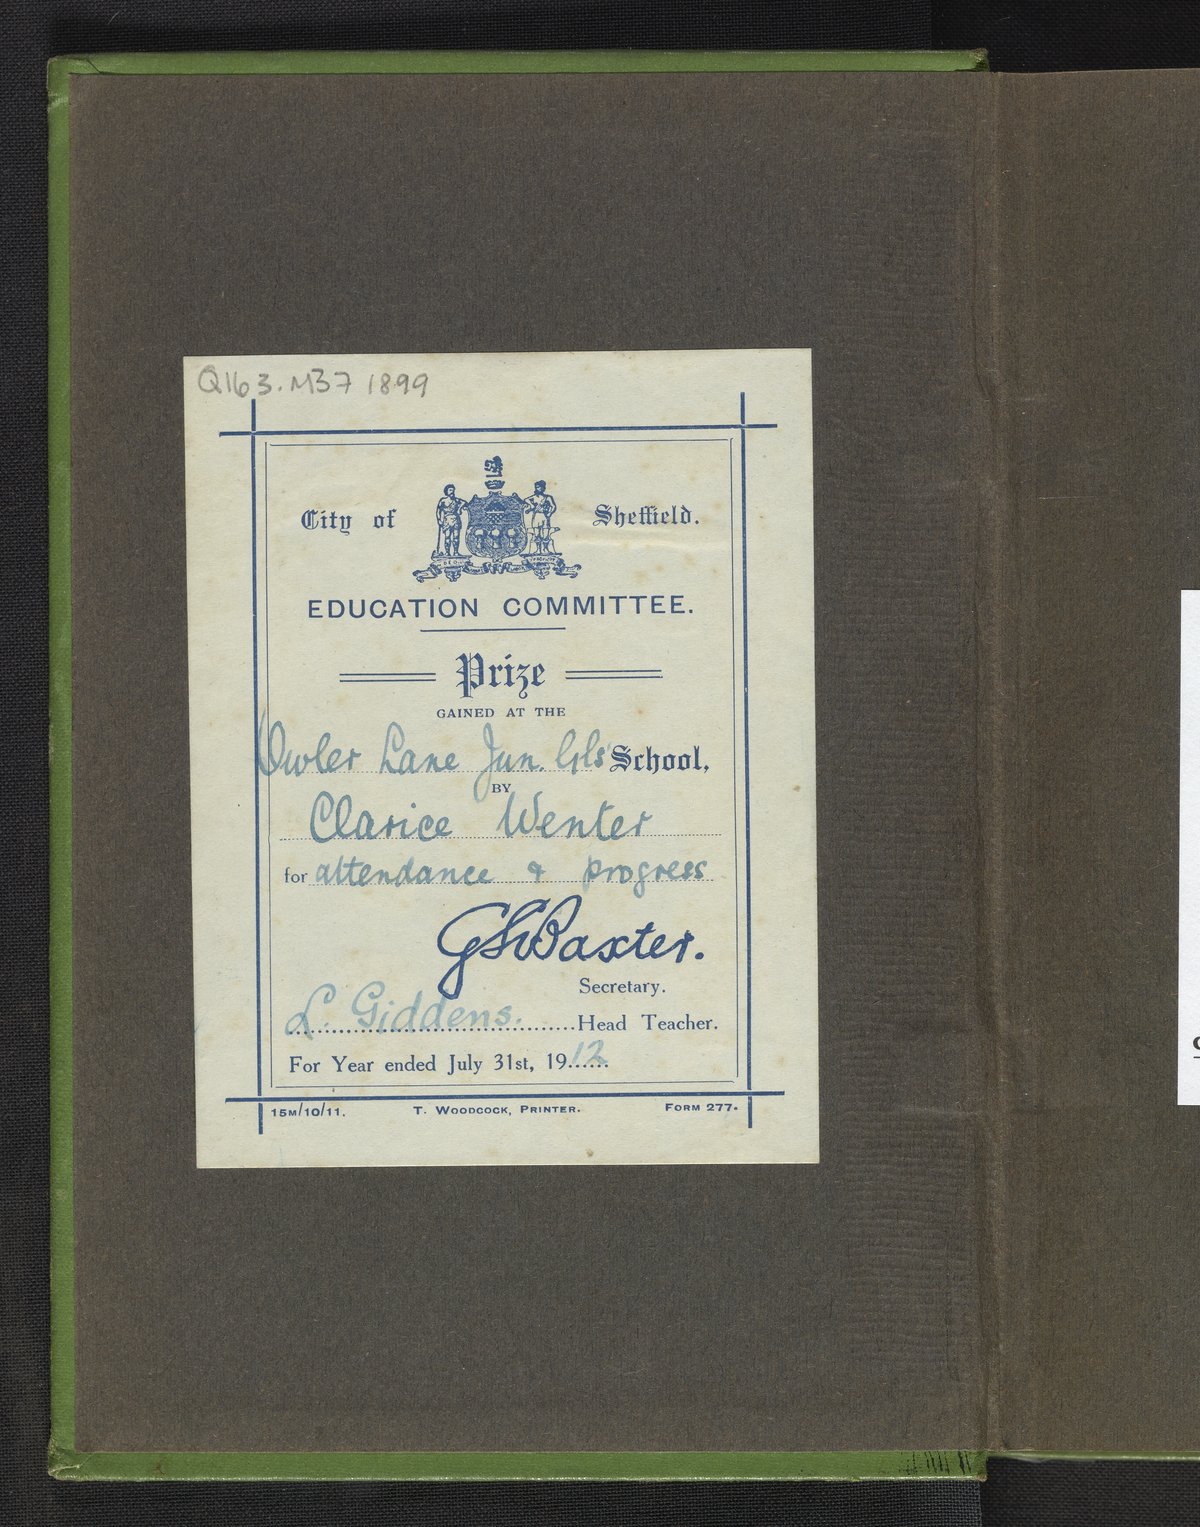 Q163.M37 1899
City of Sheffield.
EDUCATION COMMITTEE.
Prize
GAINED AT THE
Owler Lane Jun. Gls' School,
BY
Clarice Wenter
for attendance & progress
GSBaxter.
Secretary.
L. Giddens. Head Teacher.
For Year ended July 31st, 1912
15M/10/11. T. WOODCOCK, PRINTER. FORM 277.